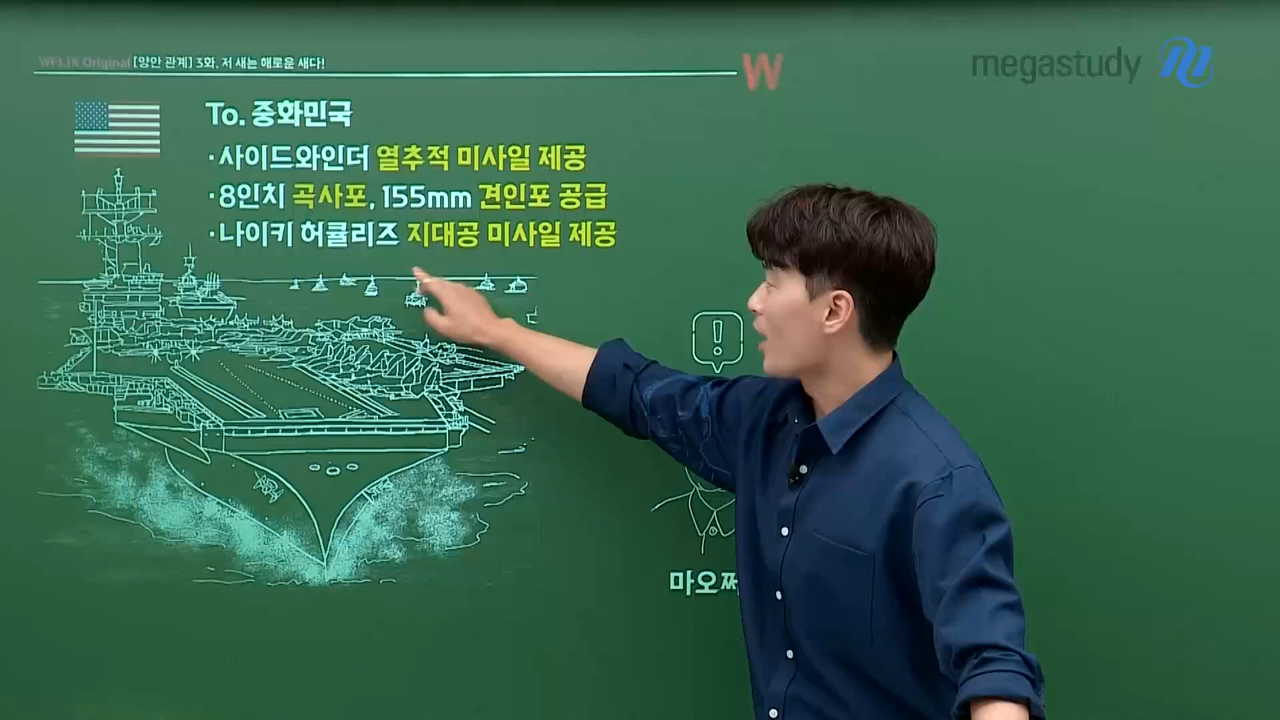 WFLIX Original [양안 관계] 3화, 저 새는 해로운 새다!
W
megastudy
To. 중화민국
·사이드와인더 열추적 미사일 제공
·8인치 곡사포, 155mm 견인포 공급
·나이키 허큘리즈 지대공 미사일 제공
!
마오쩌